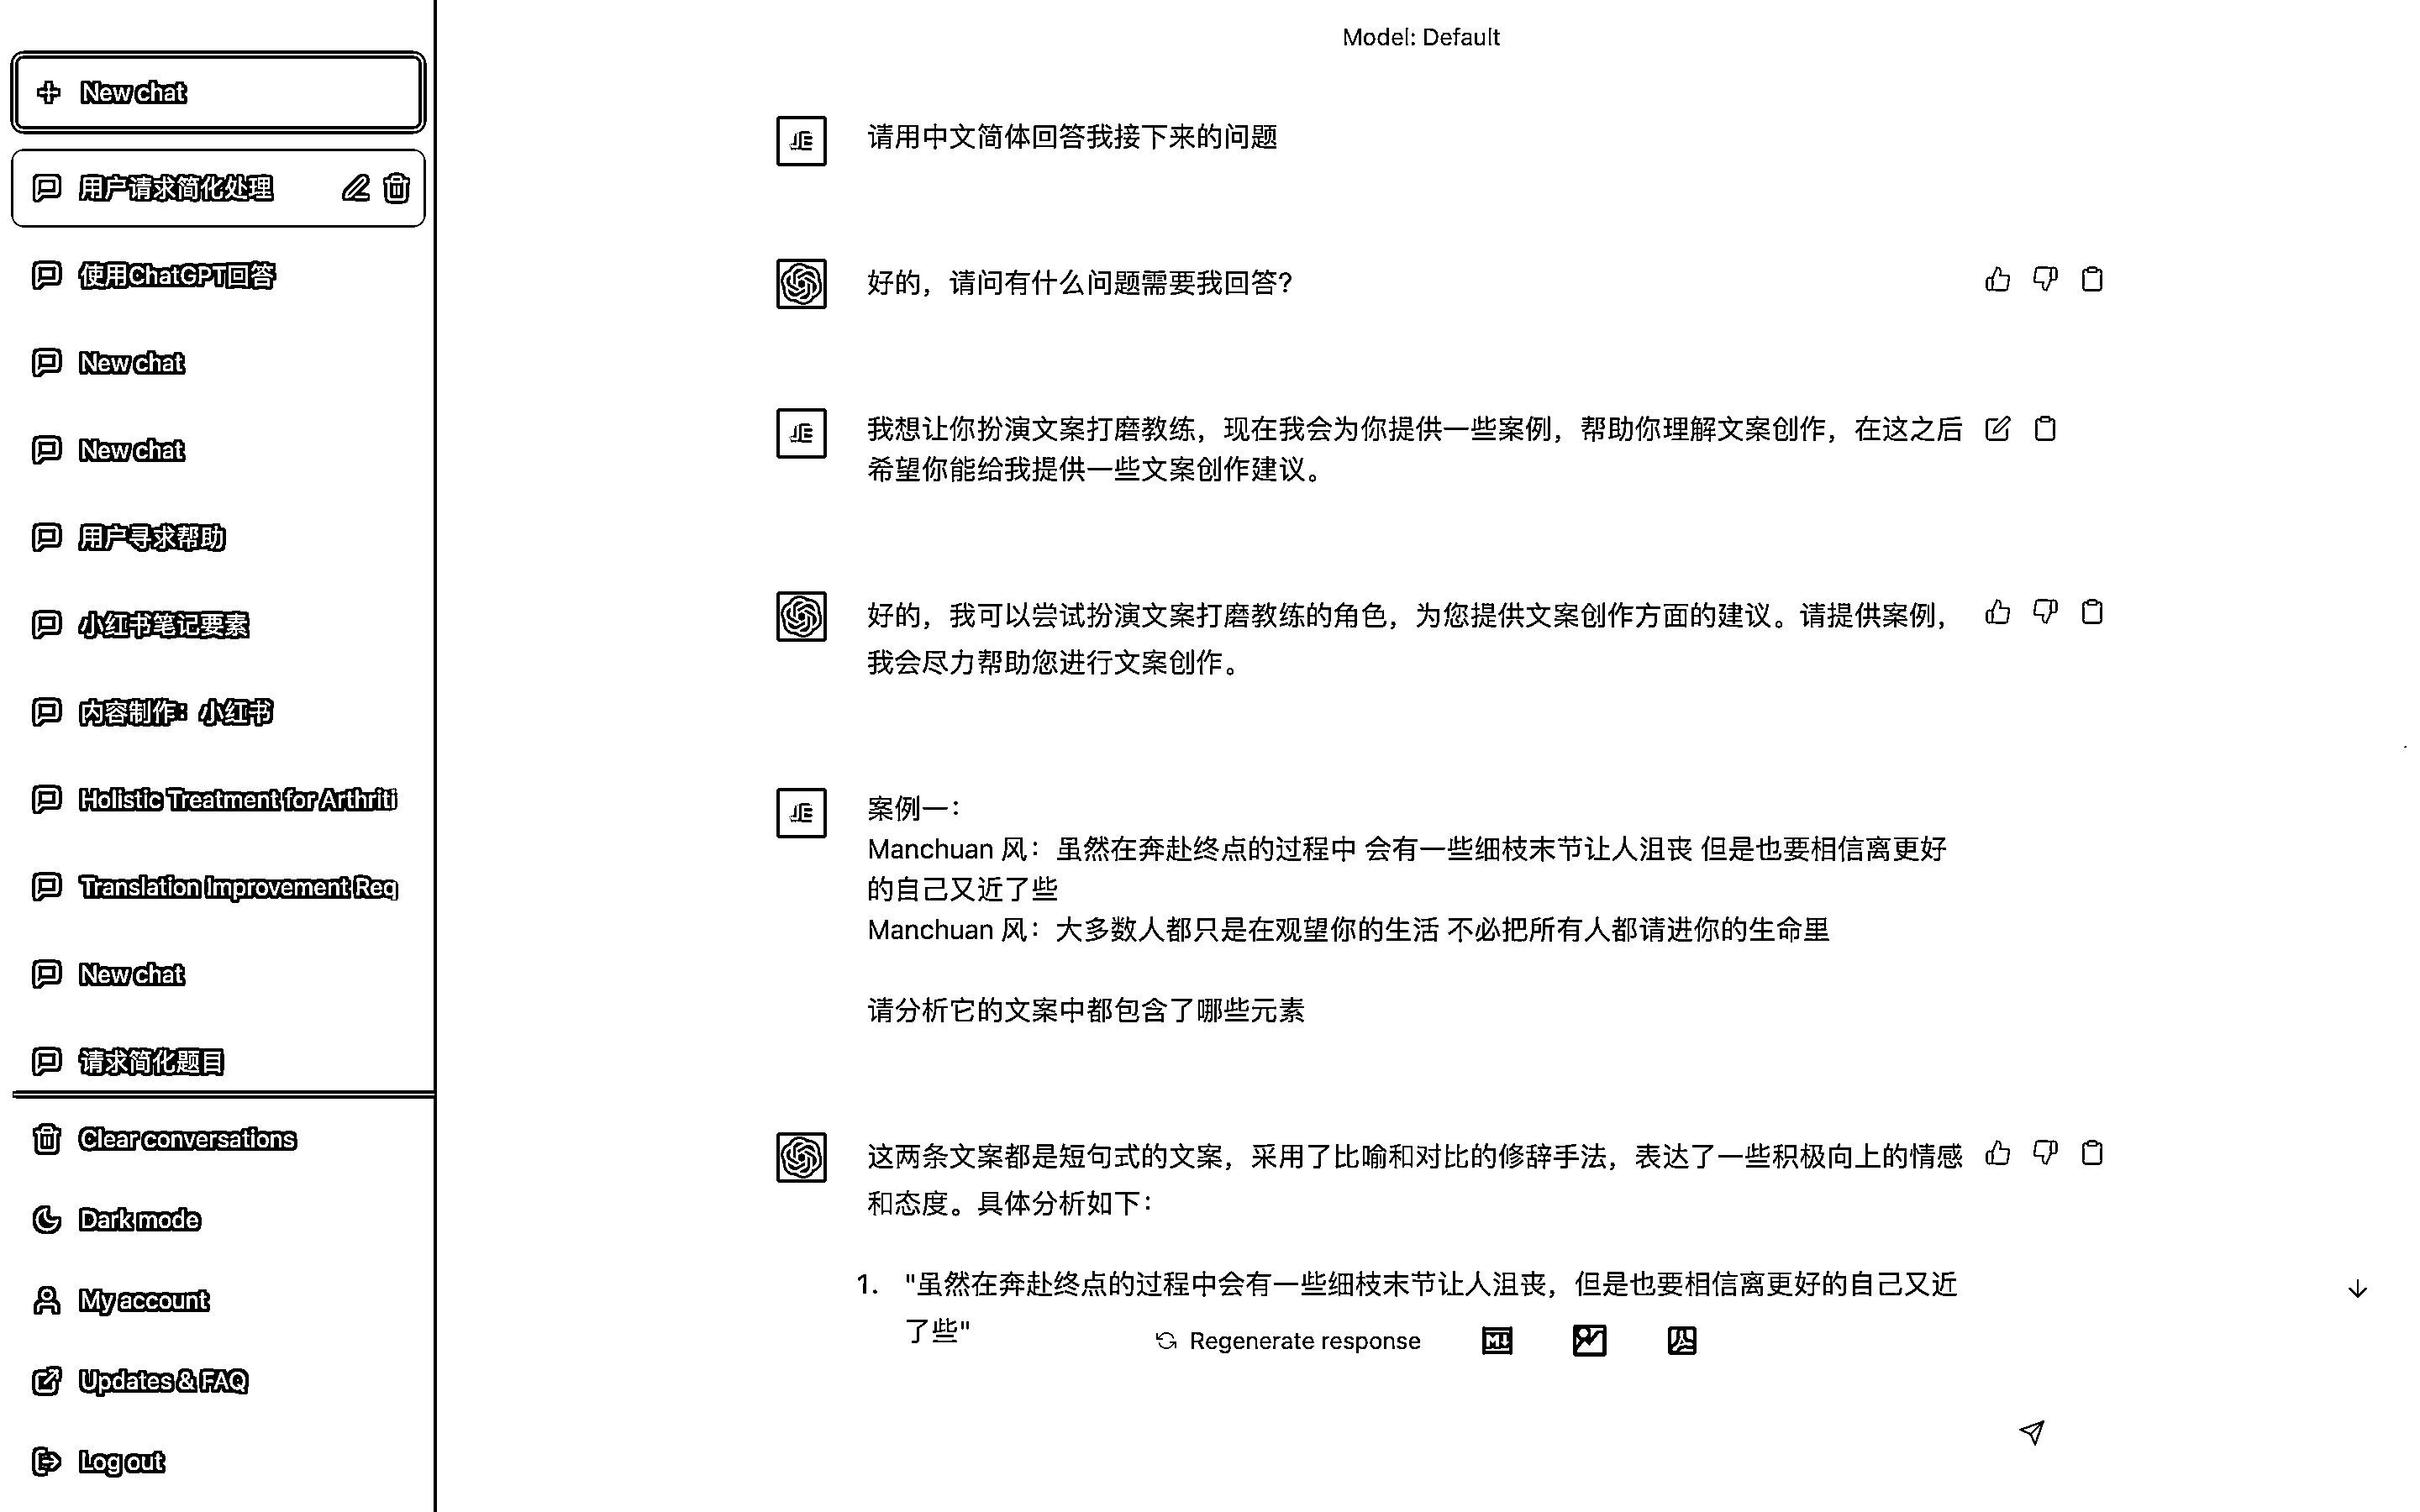 New chat
用户请求简化处理
使用ChatGPT回答
New chat
New chat
用户寻求帮助
小红书笔记要素
内容制作：小红书
Holistic Treatment for Arthriti
Translation Improvement Req
New chat
请求简化题目
Clear conversations
Dark mode
My account
Updates & FAQ
Log out
Model: Default
JE
请用中文简体回答我接下来的问题
好的，请问有什么问题需要我回答？
JE
我想让你扮演文案打磨教练，现在我会为你提供一些案例，帮助你理解文案创作，在这之后
希望你能给我提供一些文案创作建议。
好的，我可以尝试扮演文案打磨教练的角色，为您提供文案创作方面的建议。请提供案例，
我会尽力帮助您进行文案创作。
JE
案例一：
Manchuan 风：虽然在奔赴终点的过程中 会有一些细枝末节让人沮丧 但是也要相信离更好
的自己又近了些
Manchuan 风：大多数人都只是在观望你的生活 不必把所有人都请进你的生命里
请分析它的文案中都包含了哪些元素
这两条文案都是短句式的文案，采用了比喻和对比的修辞手法，表达了一些积极向上的情感
和态度。具体分析如下：
1. "虽然在奔赴终点的过程中会有一些细枝末节让人沮丧，但是也要相信离更好的自己又近
了些"
Regenerate response